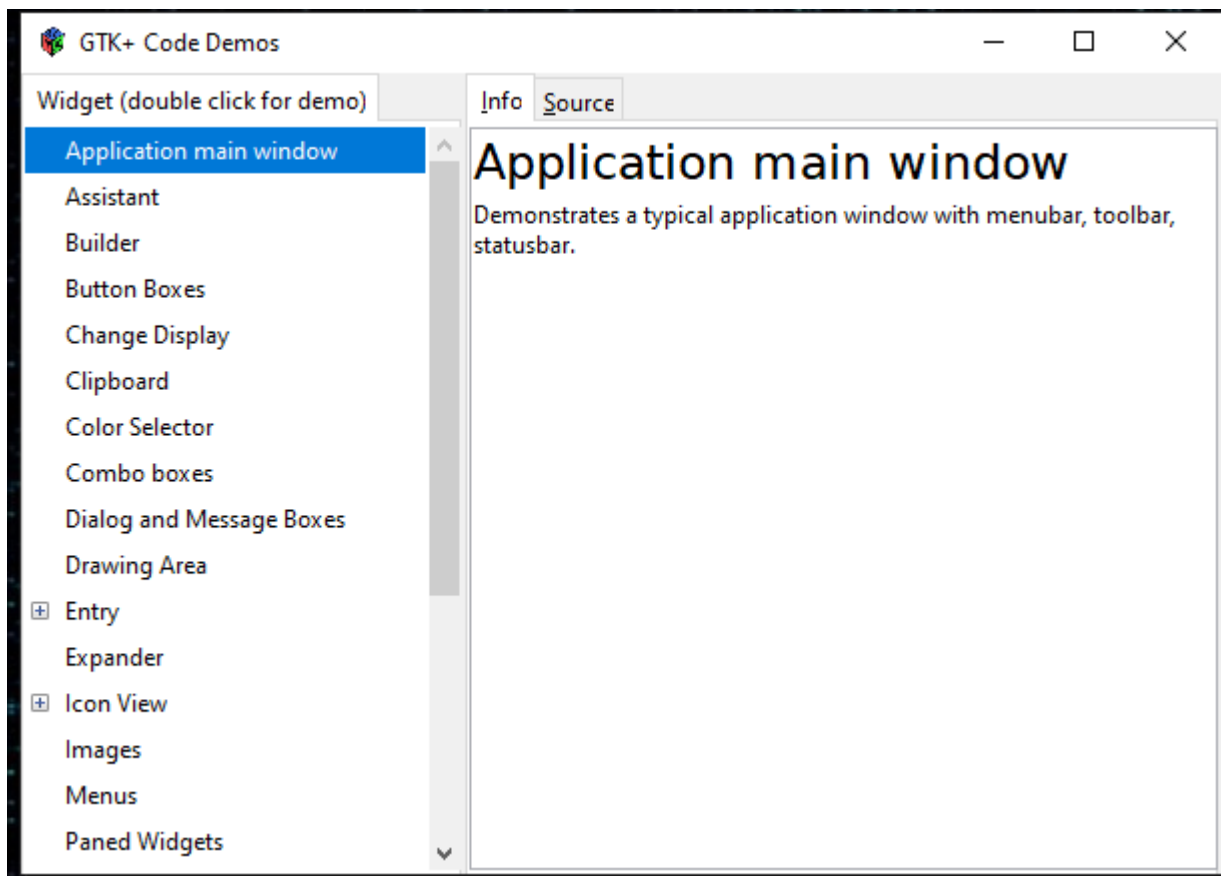 GTK+ Code Demos
Widget (double click for demo)
Application main window
Assistant
Builder
Button Boxes
Change Display
Clipboard
Color Selector
Combo boxes
Dialog and Message Boxes
Drawing Area
Entry
Expander
Icon View
Images
Menus
Paned Widgets
Info Source
Application main window
Demonstrates a typical application window with menubar, toolbar,
statusbar.